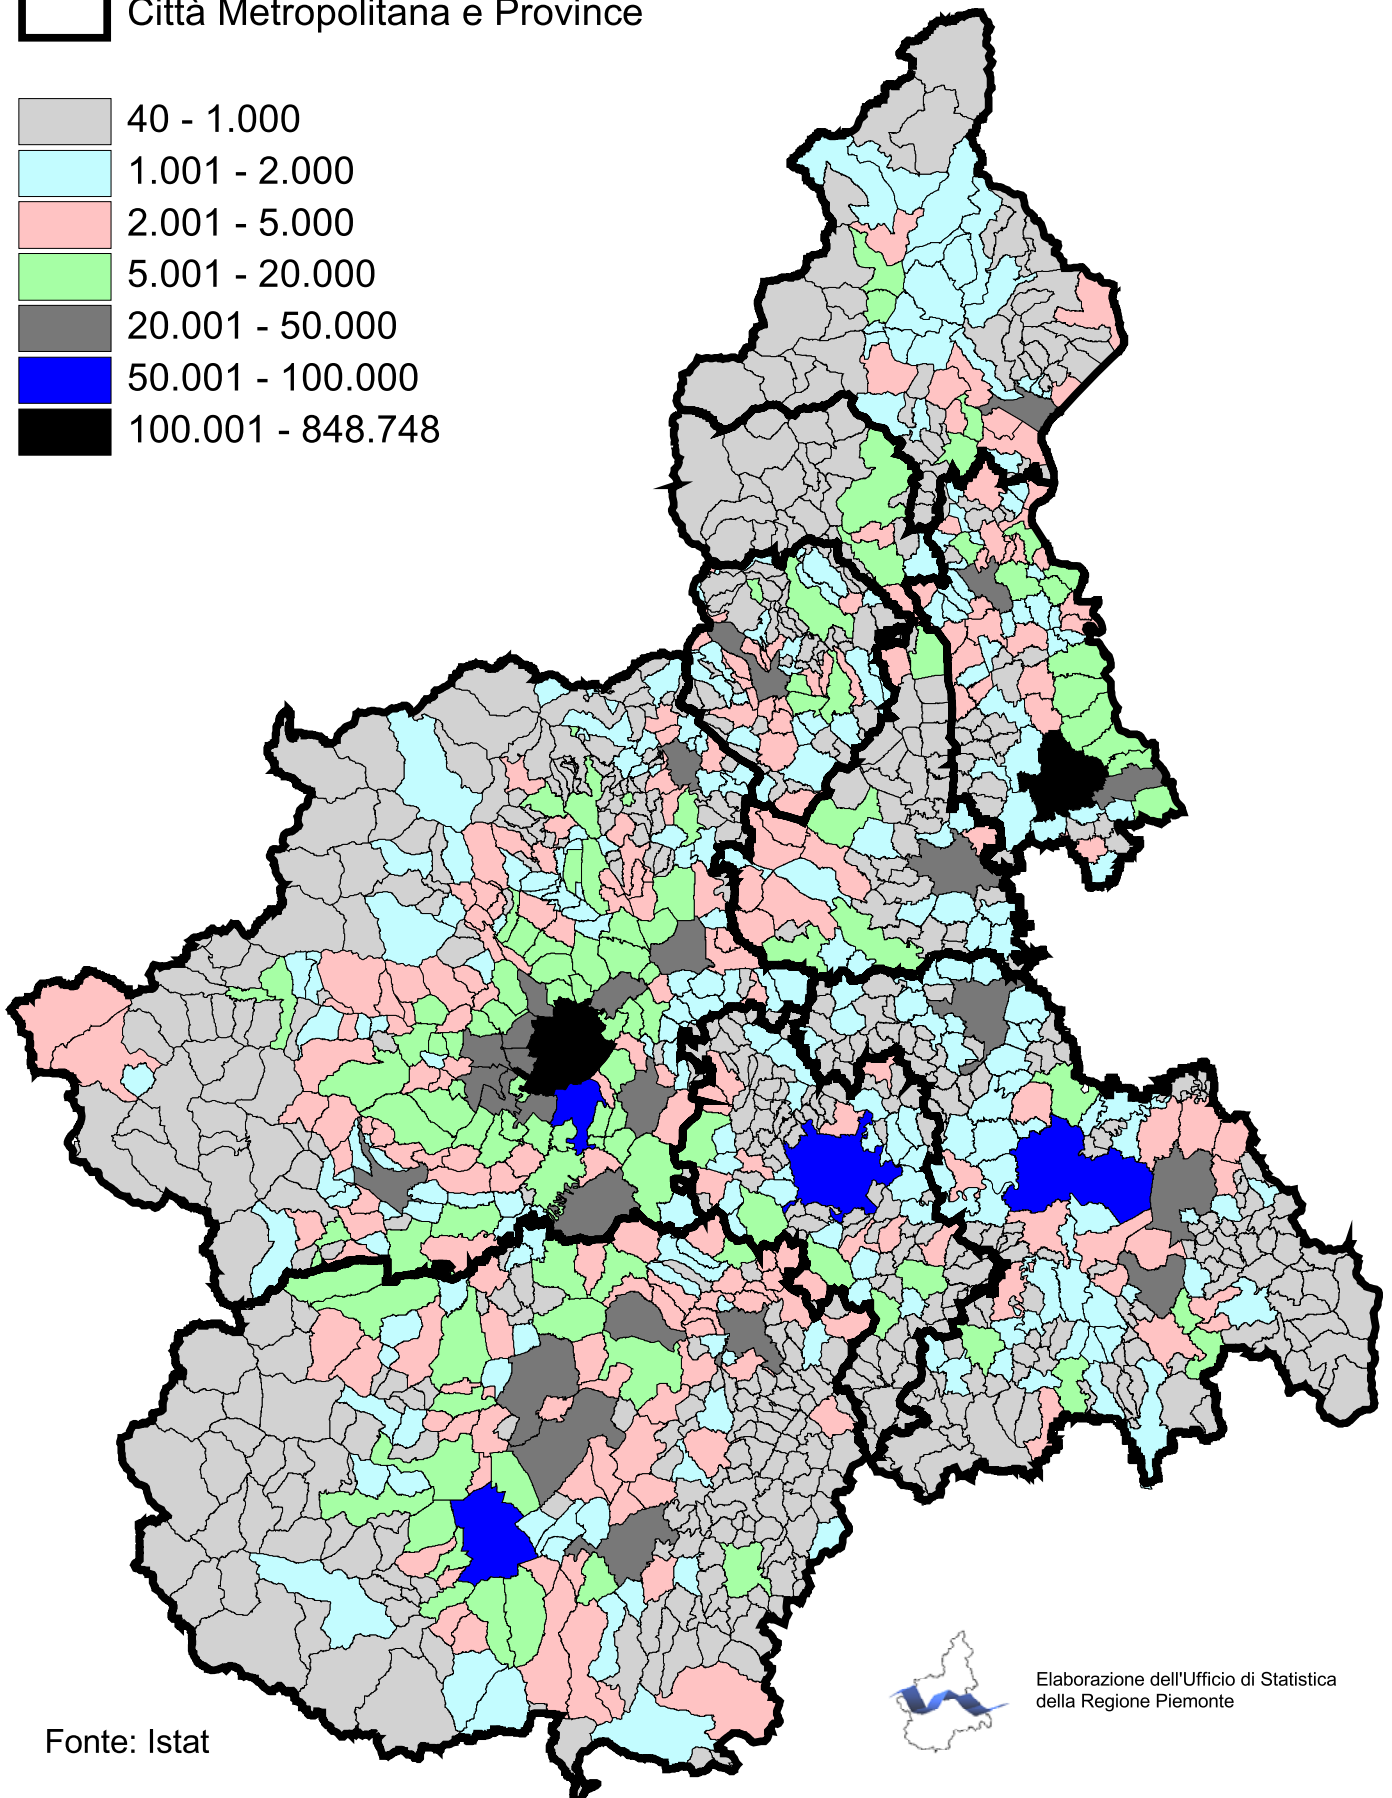 Città Metropolitana e Province
40 - 1.000
1.001 - 2.000
2.001 - 5.000
5.001 - 20.000
20.001 - 50.000
50.001 - 100.000
100.001 - 848.748
Elaborazione dell'Ufficio di Statistica
della Regione Piemonte
Fonte: Istat